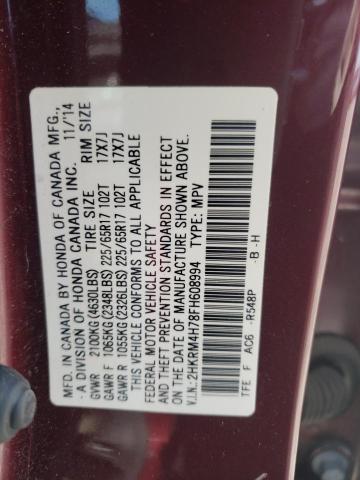 MFD. IN CANADA BY HONDA OF CANADA MFG.,
- A DIVISION OF HONDA CANADA INC. 11/'14
GVWR 2100KG(4630LBS) TIRE SIZE RIM SIZE
GAWR F 1065KG(2348LBS) 225/65R17 102T 17X7J
GAWR R 1055KG(2326LBS) 225/65R17 102T 17X7J
THIS VEHICLE CONFORMS TO ALL APPLICABLE
FEDERAL MOTOR VEHICLE SAFETY
AND THEFT PREVENTION STANDARDS IN EFFECT
ON THE DATE OF MANUFACTURE SHOWN ABOVE.
V.I.N.:2HKRM4H78FH608994 TYPE: MPV
TFE F AC6 -R548P -B -H